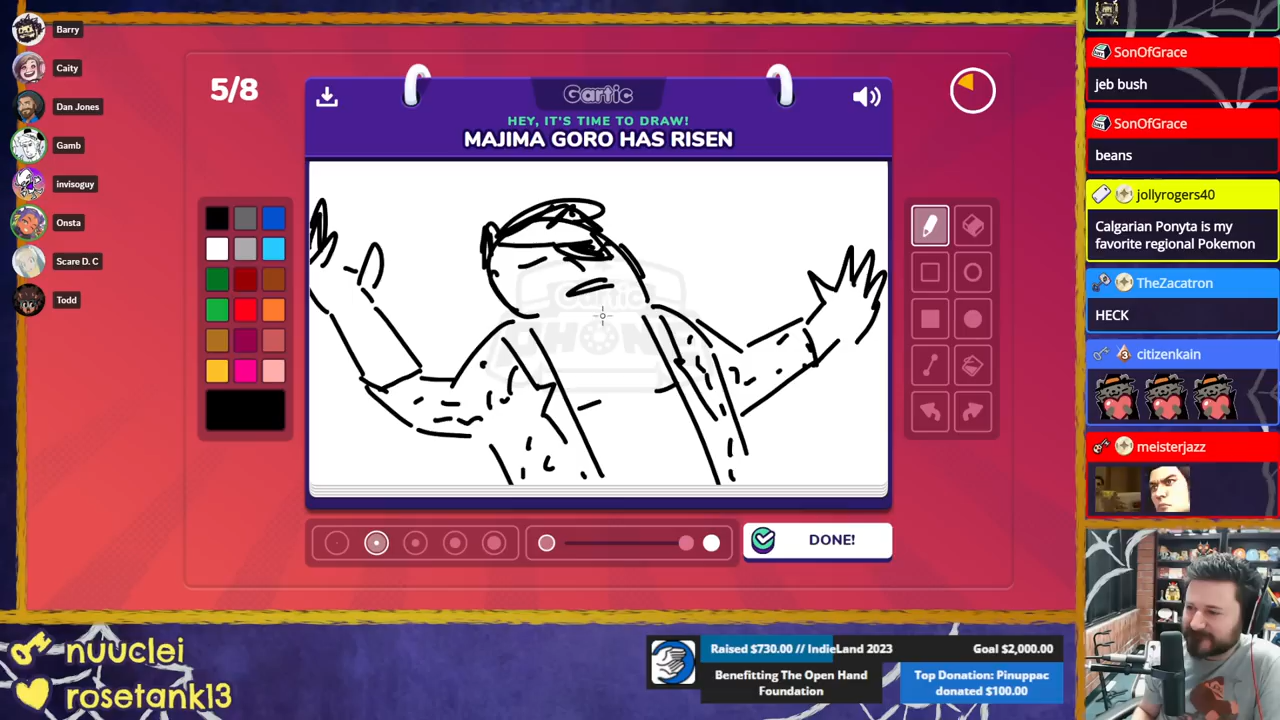 Barry
Caity
Dan Jones
Gamb
invisoguy
Onsta
Scare D. C
Todd
5/8
Gartic
HEY, IT'S TIME TO DRAW!
MAJIMA GORO HAS RISEN
Gartic
PHONE
DONE!
SonOfGrace
jeb bush
SonOfGrace
beans
jollyrogers40
Calgarian Ponyta is my
favorite regional Pokemon
TheZacatron
HECK
citizenkain
3
meisterjazz
nuuclei
rosetank13
Raised $730.00 // IndieLand 2023
Goal $2,000.00
Benefitting The Open Hand
Foundation
Top Donation: Pinuppac
donated $100.00